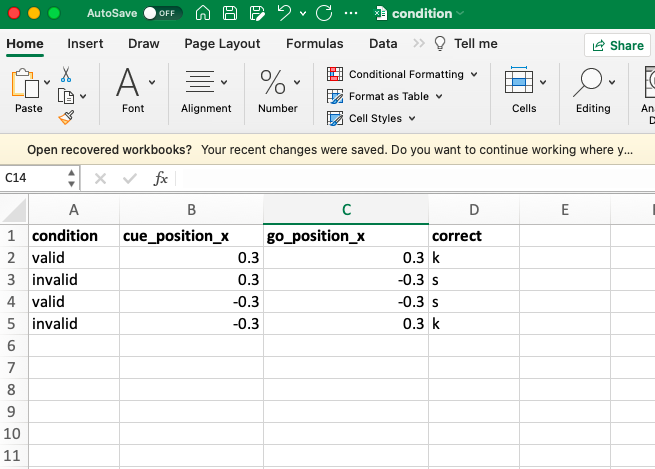 AutoSave OFF ... condition
Home Insert Draw Page Layout Formulas Data >> Tell me Share
Paste Font Alignment Number Conditional Formatting Format as Table Cell Styles Cells Editing
Open recovered workbooks? Your recent changes were saved. Do you want to continue working where y...
C14 fx
A B C D E
1 condition cue_position_x go_position_x correct
2 valid 0.3 0.3 k
3 invalid 0.3 -0.3 s
4 valid -0.3 -0.3 s
5 invalid -0.3 0.3 k
6
7
8
9
10
11